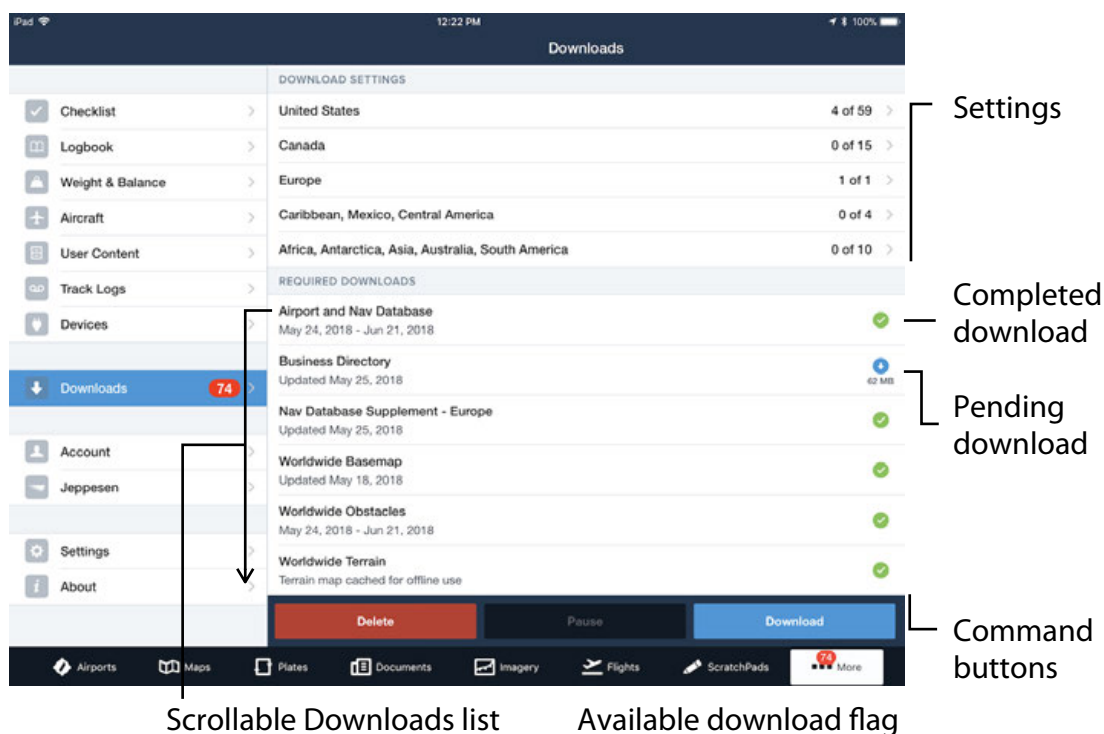 iPad 12:22 PM 100%
Downloads
DOWNLOAD SETTINGS
Checklist
Logbook
Weight & Balance
Aircraft
User Content
Track Logs
Devices
Downloads 74
Account
Jeppesen
Settings
About
United States 4 of 59
Canada 0 of 15
Europe 1 of 1
Caribbean, Mexico, Central America 0 of 4
Africa, Antarctica, Asia, Australia, South America 0 of 10
REQUIRED DOWNLOADS
Airport and Nav Database
May 24, 2018 - Jun 21, 2018
Business Directory
Updated May 25, 2018
62 MB
Nav Database Supplement - Europe
Updated May 25, 2018
Worldwide Basemap
Updated May 18, 2018
Worldwide Obstacles
May 24, 2018 - Jun 21, 2018
Worldwide Terrain
Terrain map cached for offline use
Delete Pause Download
Airports Maps Plates Documents Imagery Flights ScratchPads 74 More
Settings
Completed
download
Pending
download
Command
buttons
Scrollable Downloads list Available download flag